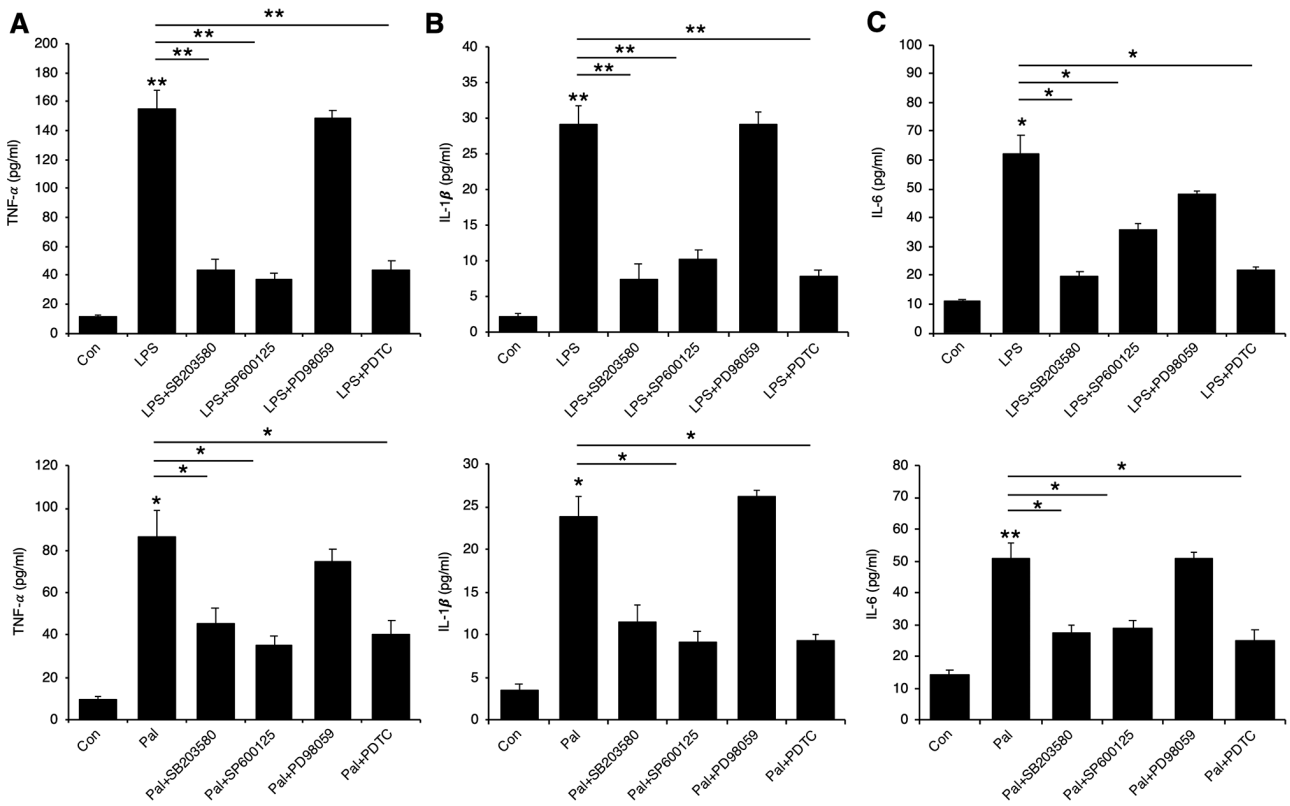 A
**
**
**
**
200
180
160
140
120
100
80
60
40
20
0
TNF-α (pg/ml)
Con
LPS
LPS+SB203580
LPS+SP600125
LPS+PD98059
LPS+PDTC
B
**
**
**
**
40
35
30
25
20
15
10
5
0
IL-1β (pg/ml)
Con
LPS
LPS+SB203580
LPS+SP600125
LPS+PD98059
LPS+PDTC
C
*
*
*
*
100
90
80
70
60
50
40
30
20
10
0
IL-6 (pg/ml)
Con
LPS
LPS+SB203580
LPS+SP600125
LPS+PD98059
LPS+PDTC
*
*
*
*
120
100
80
60
40
20
0
TNF-α (pg/ml)
Con
Pal
Pal+SB203580
Pal+SP600125
Pal+PD98059
Pal+PDTC
*
*
*
30
25
20
15
10
5
0
IL-1β (pg/ml)
Con
Pal
Pal+SB203580
Pal+SP600125
Pal+PD98059
Pal+PDTC
*
*
*
**
80
70
60
50
40
30
20
10
0
IL-6 (pg/ml)
Con
Pal
Pal+SB203580
Pal+SP600125
Pal+PD98059
Pal+PDTC